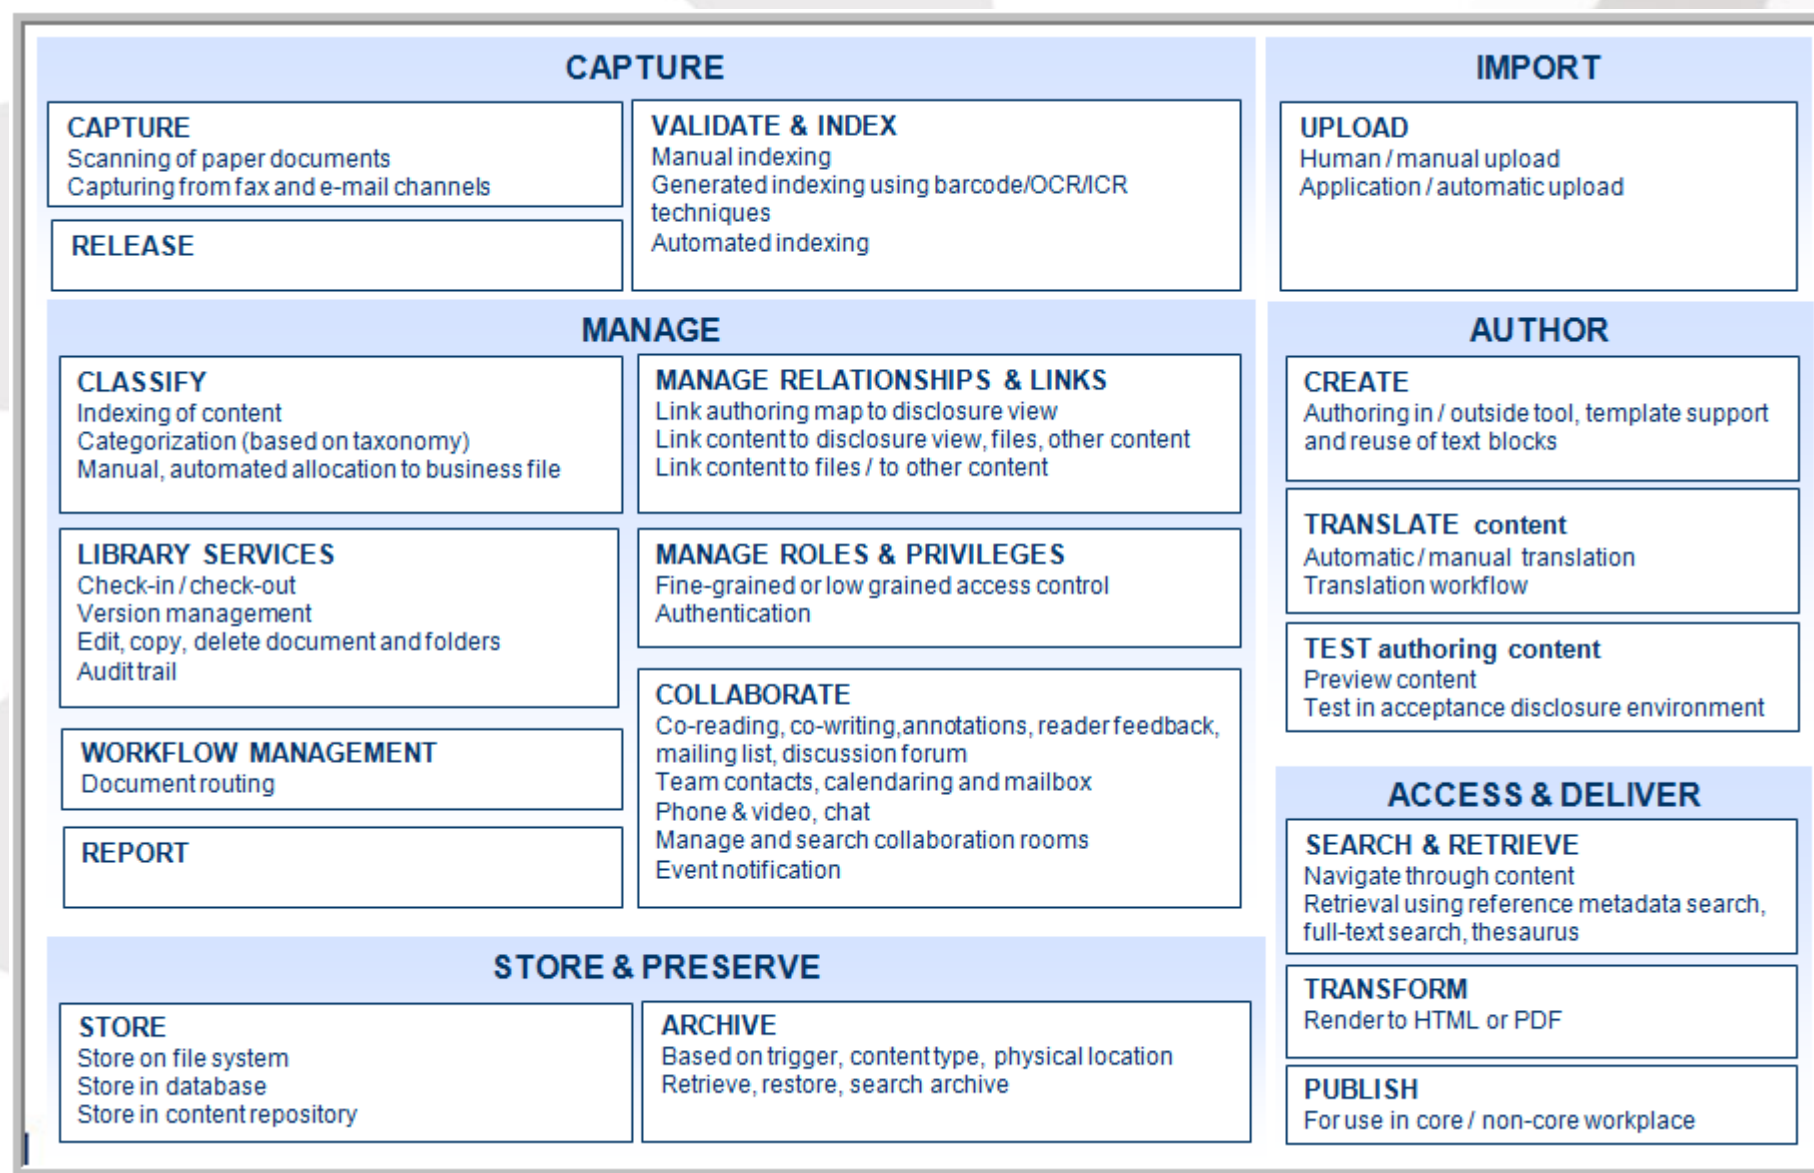 CAPTURE
CAPTURE
Scanning of paper documents
Capturing from fax and e-mail channels
RELEASE
VALIDATE & INDEX
Manual indexing
Generated indexing using barcode/OCR/ICR
techniques
Automated indexing
IMPORT
UPLOAD
Human / manual upload
Application / automatic upload
MANAGE
CLASSIFY
Indexing of content
Categorization (based on taxonomy)
Manual, automated allocation to business file
MANAGE RELATIONSHIPS & LINKS
Link authoring map to disclosure view
Link content to disclosure view, files, other content
Link content to files / to other content
LIBRARY SERVICES
Check-in / check-out
Version management
Edit, copy, delete document and folders
Audit trail
MANAGE ROLES & PRIVILEGES
Fine-grained or low grained access control
Authentication
WORKFLOW MANAGEMENT
Document routing
REPORT
COLLABORATE
Co-reading, co-writing,annotations, reader feedback,
mailing list, discussion forum
Team contacts, calendaring and mailbox
Phone & video, chat
Manage and search collaboration rooms
Event notification
AUTHOR
CREATE
Authoring in / outside tool, template support
and reuse of text blocks
TRANSLATE content
Automatic / manual translation
Translation workflow
TEST authoring content
Preview content
Test in acceptance disclosure environment
STORE & PRESERVE
STORE
Store on file system
Store in database
Store in content repository
ARCHIVE
Based on trigger, content type, physical location
Retrieve, restore, search archive
ACCESS & DELIVER
SEARCH & RETRIEVE
Navigate through content
Retrieval using reference metadata search,
full-text search, thesaurus
TRANSFORM
Render to HTML or PDF
PUBLISH
For use in core / non-core workplace